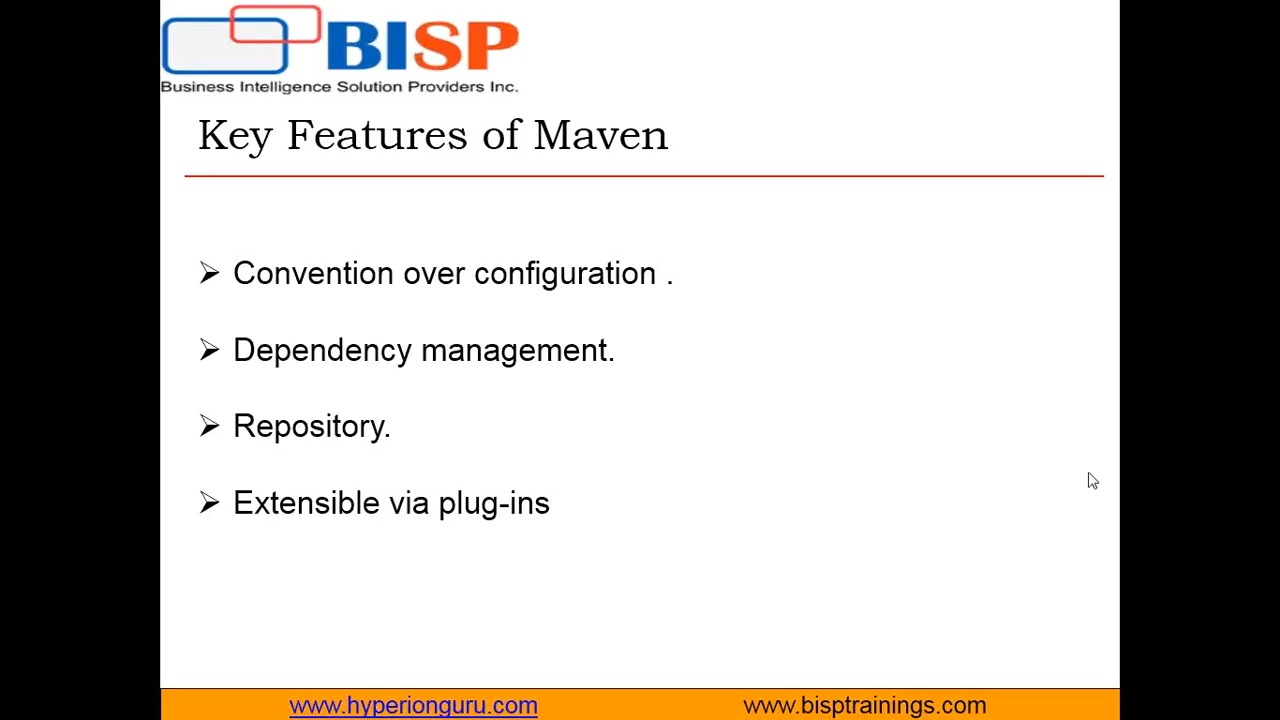 BISP
Business Intelligence Solution Providers Inc.
Key Features of Maven
➢ Convention over configuration .
➢ Dependency management.
➢ Repository.
➢ Extensible via plug-ins
www.hyperionguru.com www.bisptrainings.com